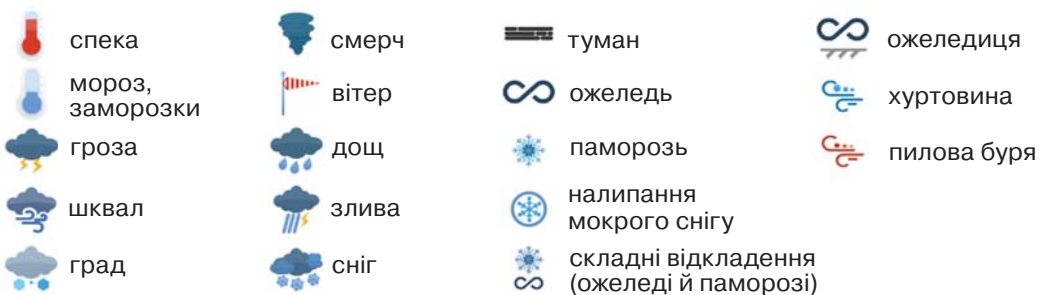 спека
мороз,
заморозки
гроза
шквал
град
смерч
вітер
дощ
злива
сніг
туман
ожеледь
паморозь
налипання
мокрого снігу
складні відкладення
(ожеледі й паморозі)
ожеледиця
хуртовина
пилова буря